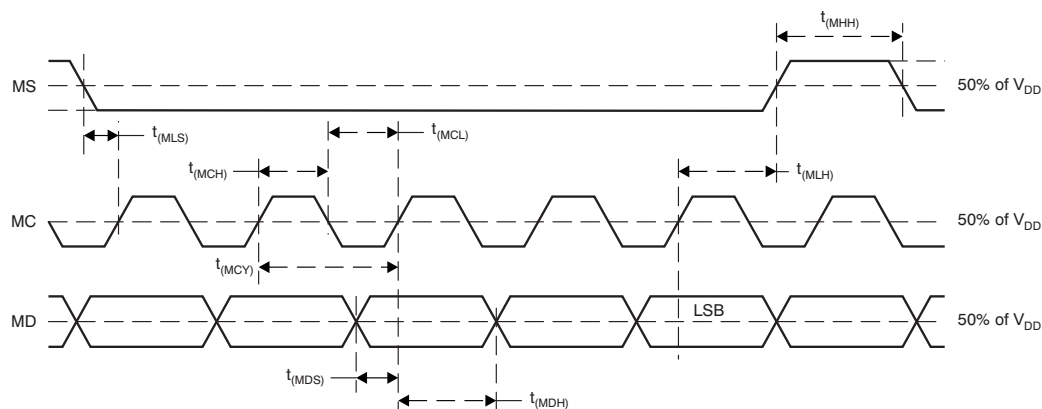 t(MHH)
MS
50% of VDD
t(MLS)
t(MCL)
t(MCH)
t(MLH)
MC
50% of VDD
t(MCY)
MD
LSB
50% of VDD
t(MDS)
t(MDH)